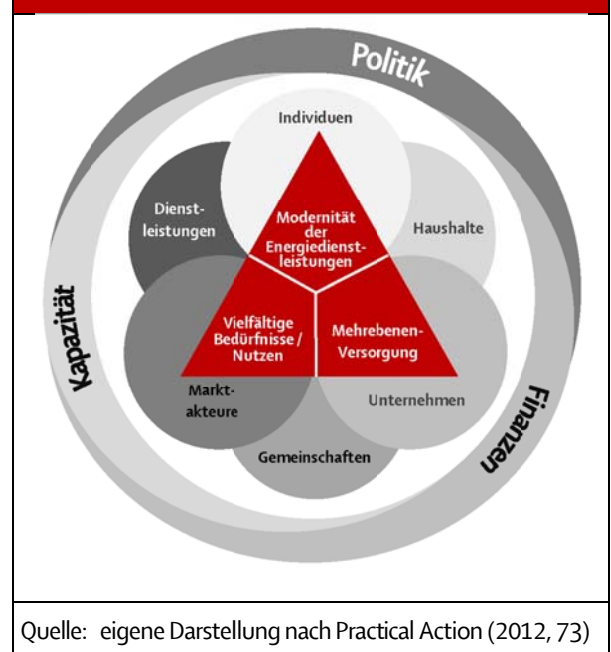 Politik
Individuen
Dienst-
leistungen
Haushalte
Modernität
der
Energiedienst-
leistungen
Kapazität
Vielfältige
Bedürfnisse /
Nutzen
Mehrebenen-
Versorgung
Markt-
akteure
Unternehmen
Finanzen
Gemeinschaften
Quelle: eigene Darstellung nach Practical Action (2012, 73)